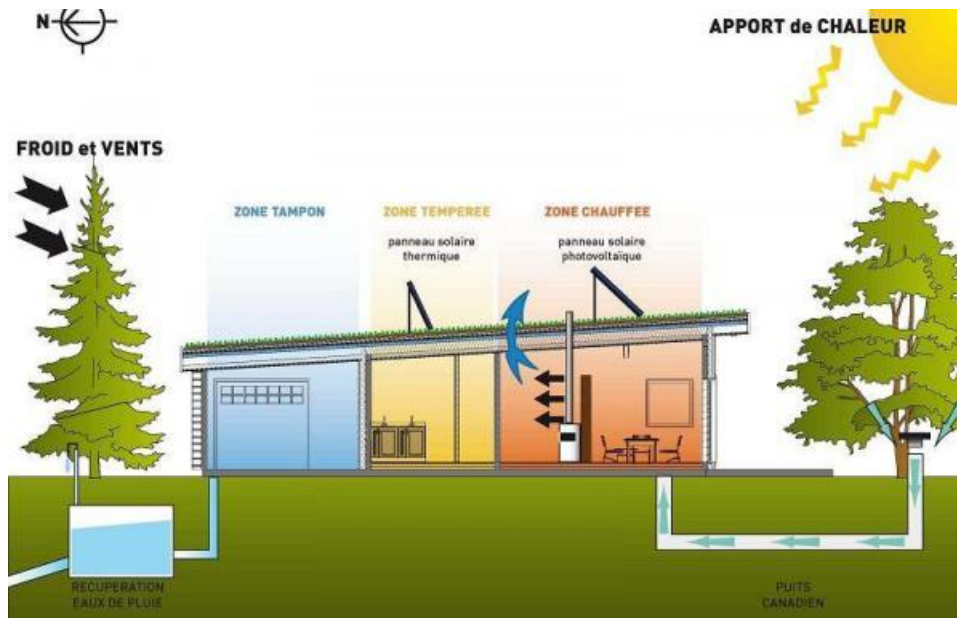 N
APPORT de CHALEUR
FROID et VENTS
ZONE TAMPON
ZONE TEMPEREE
ZONE CHAUFFEE
panneau solaire
thermique
panneau solaire
photovoltaïque
RECUPERATION
EAUX DE PLUIE
PUITS
CANADIEN